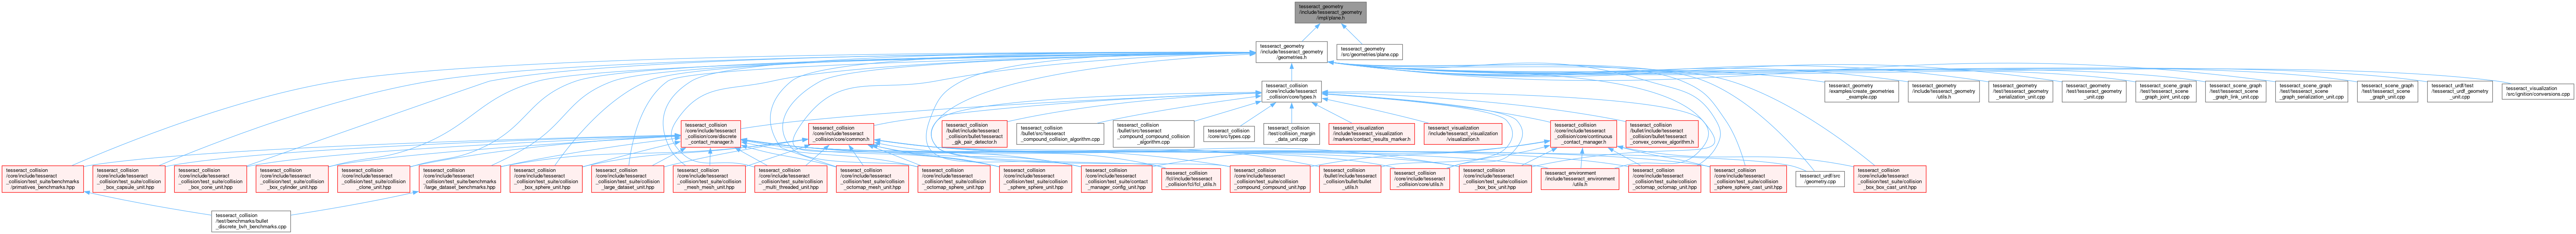 tesseract_geometry
/include/tesseract_geometry
/impl/plane.h
tesseract_geometry
/include/tesseract_geometry
/geometries.h
tesseract_geometry
/src/geometries/plane.cpp
tesseract_collision
/core/include/tesseract
_collision/core/types.h
tesseract_geometry
/examples/create_geometries
_example.cpp
tesseract_geometry
/include/tesseract_geometry
/utils.h
tesseract_geometry
/test/tesseract_geometry
_serialization_unit.cpp
tesseract_geometry
/test/tesseract_geometry
_unit.cpp
tesseract_scene_graph
/test/tesseract_scene
_graph_joint_unit.cpp
tesseract_scene_graph
/test/tesseract_scene
_graph_link_unit.cpp
tesseract_scene_graph
/test/tesseract_scene
_graph_serialization_unit.cpp
tesseract_scene_graph
/test/tesseract_scene
_graph_unit.cpp
tesseract_urdf/test
/tesseract_urdf_geometry
_unit.cpp
tesseract_visualization
/src/ignition/conversions.cpp
tesseract_collision
/core/include/tesseract
_collision/core/discrete
_contact_manager.h
tesseract_collision
/core/include/tesseract
_collision/core/common.h
tesseract_collision
/bullet/include/tesseract
_collision/bullet/tesseract
_gjk_pair_detector.h
tesseract_collision
/bullet/src/tesseract
_compound_collision_algorithm.cpp
tesseract_collision
/bullet/src/tesseract
_compound_compound_collision
_algorithm.cpp
tesseract_collision
/core/src/types.cpp
tesseract_collision
/test/collision_margin
_data_unit.cpp
tesseract_visualization
/include/tesseract_visualization
/markers/contact_results_marker.h
tesseract_visualization
/include/tesseract_visualization
/visualization.h
tesseract_collision
/core/include/tesseract
_collision/core/continuous
_contact_manager.h
tesseract_collision
/bullet/include/tesseract
_collision/bullet/tesseract
_convex_convex_algorithm.h
tesseract_collision
/core/include/tesseract
_collision/test_suite/benchmarks
/primatives_benchmarks.hpp
tesseract_collision
/core/include/tesseract
_collision/test_suite/collision
_box_capsule_unit.hpp
tesseract_collision
/core/include/tesseract
_collision/test_suite/collision
_box_cone_unit.hpp
tesseract_collision
/core/include/tesseract
_collision/test_suite/collision
_box_cylinder_unit.hpp
tesseract_collision
/core/include/tesseract
_collision/test_suite/collision
_clone_unit.hpp
tesseract_collision
/core/include/tesseract
_collision/test_suite/benchmarks
/large_dataset_benchmarks.hpp
tesseract_collision
/core/include/tesseract
_collision/test_suite/collision
_box_sphere_unit.hpp
tesseract_collision
/core/include/tesseract
_collision/test_suite/collision
_large_dataset_unit.hpp
tesseract_collision
/core/include/tesseract
_collision/test_suite/collision
_mesh_mesh_unit.hpp
tesseract_collision
/core/include/tesseract
_collision/test_suite/collision
_multi_threaded_unit.hpp
tesseract_collision
/core/include/tesseract
_collision/test_suite/collision
_octomap_mesh_unit.hpp
tesseract_collision
/core/include/tesseract
_collision/test_suite/collision
_octomap_sphere_unit.hpp
tesseract_collision
/core/include/tesseract
_collision/test_suite/collision
_sphere_sphere_unit.hpp
tesseract_collision
/core/include/tesseract
_collision/test_suite/contact
_manager_config_unit.hpp
tesseract_collision
/fcl/include/tesseract
_collision/fcl/fcl_utils.h
tesseract_collision
/core/include/tesseract
_collision/test_suite/collision
_compound_compound_unit.hpp
tesseract_collision
/bullet/include/tesseract
_collision/bullet/bullet
_utils.h
tesseract_collision
/core/include/tesseract
_collision/core/utils.h
tesseract_collision
/core/include/tesseract
_collision/test_suite/collision
_box_box_unit.hpp
tesseract_environment
/include/tesseract_environment
/utils.h
tesseract_collision
/core/include/tesseract
_collision/test_suite/collision
_octomap_octomap_unit.hpp
tesseract_collision
/core/include/tesseract
_collision/test_suite/collision
_sphere_sphere_cast_unit.hpp
tesseract_urdf/src
/geometry.cpp
tesseract_collision
/core/include/tesseract
_collision/test_suite/collision
_box_box_cast_unit.hpp
tesseract_collision
/test/benchmarks/bullet
_discrete_bvh_benchmarks.cpp